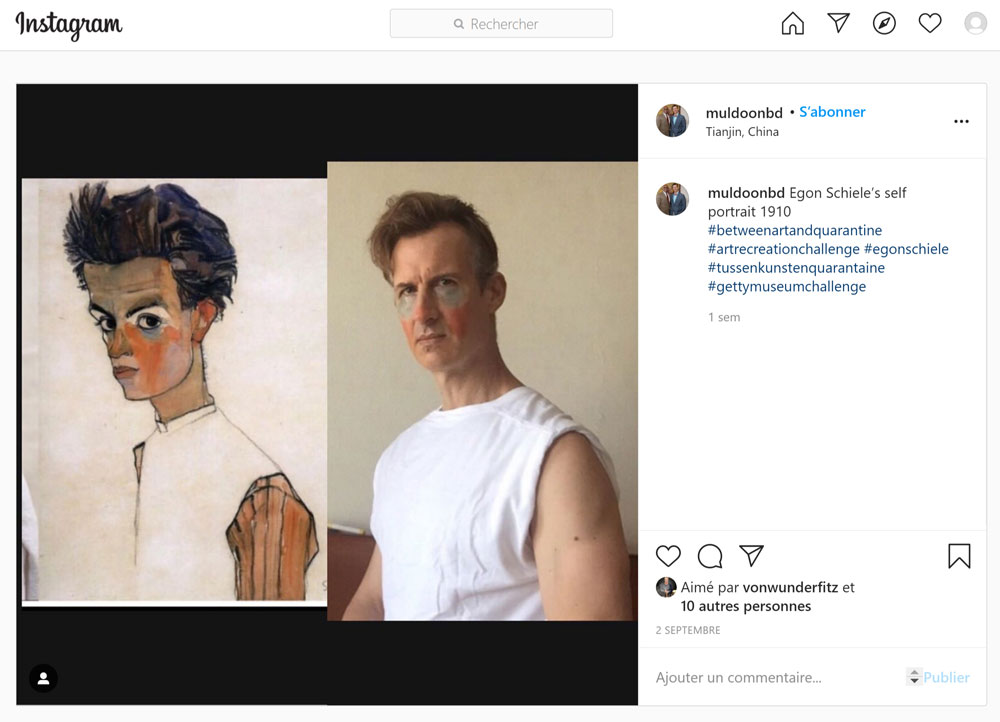 Instagram
Rechercher
muldoonbd • S'abonner
Tianjin, China
muldoonbd Egon Schiele's self
portrait 1910
#betweenartandquarantine
#artrecreationchallenge #egonschiele
#tussenkunstenquarantaine
#gettymuseumchallenge
1 sem
Aimé par vonwunderfitz et
10 autres personnes
2 SEPTEMBRE
Ajouter un commentaire... Publier